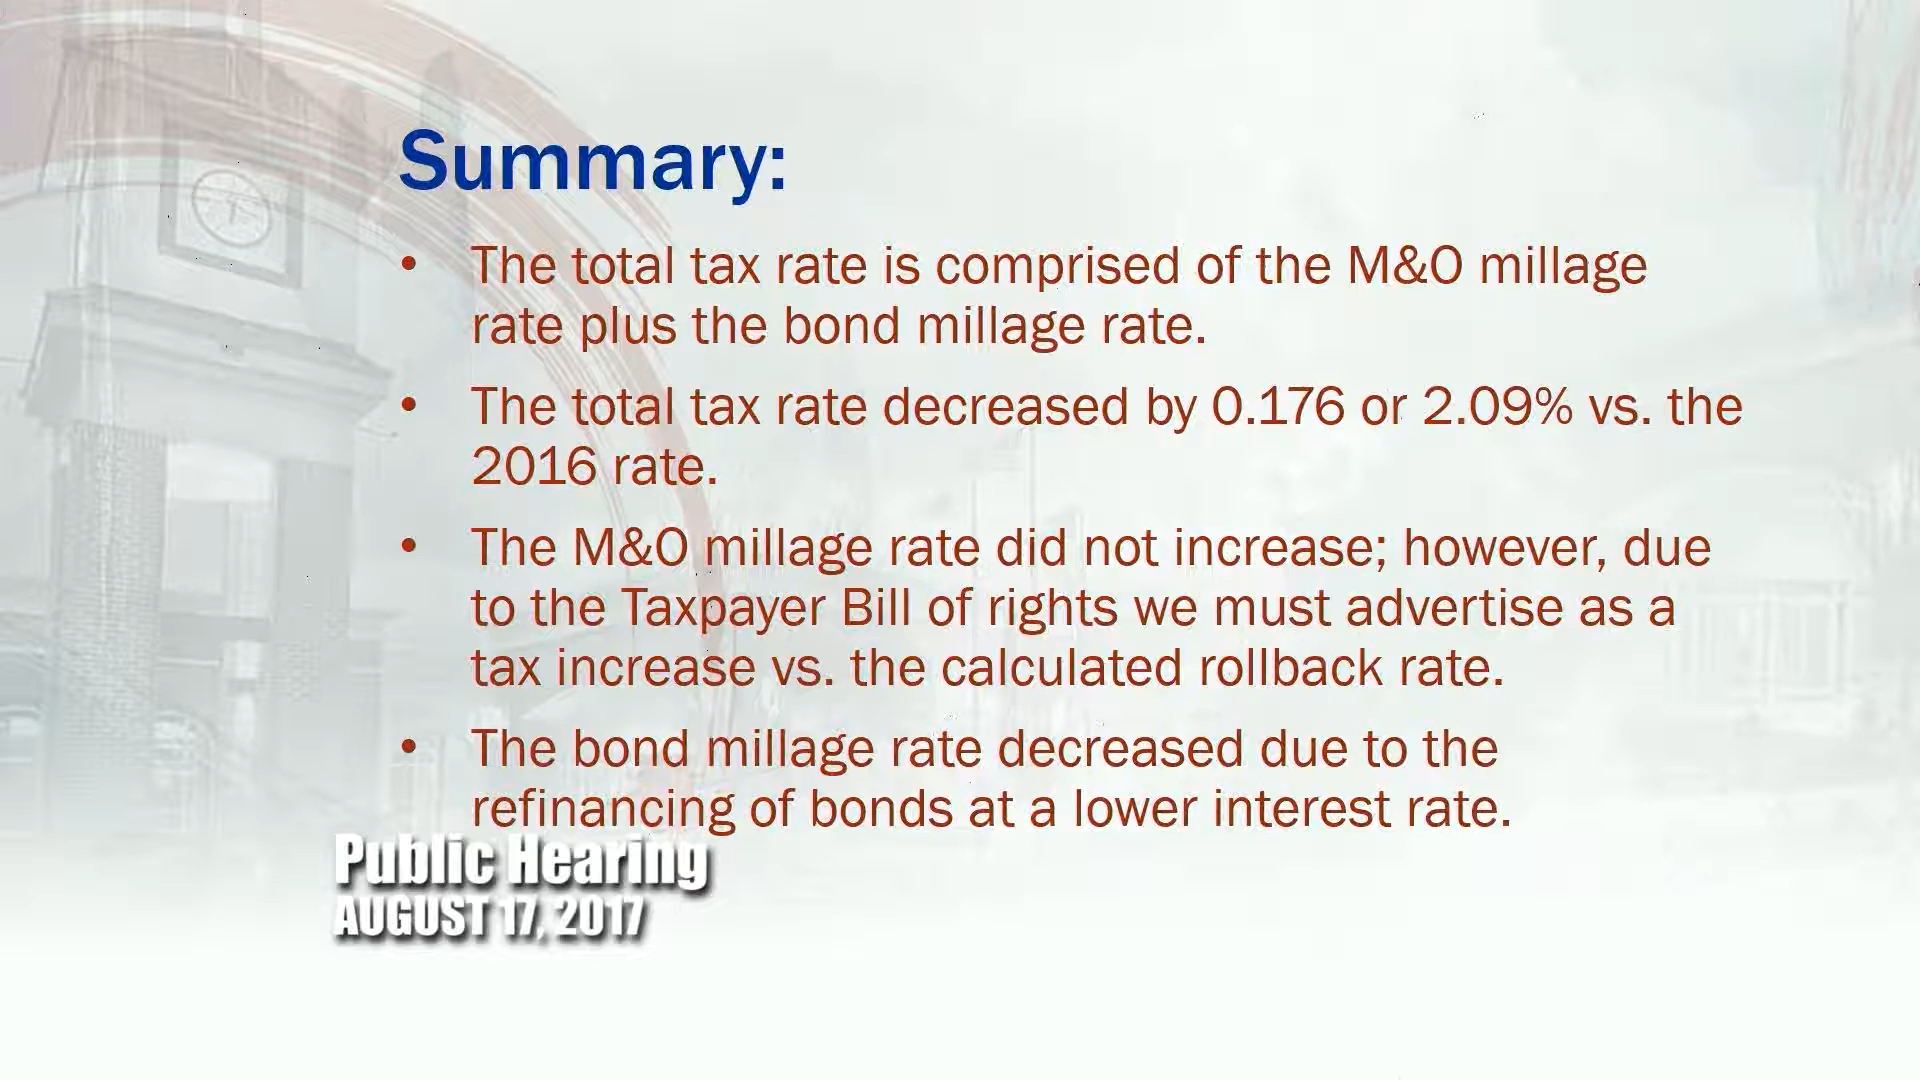 Summary:
• The total tax rate is comprised of the M&O millage
rate plus the bond millage rate.
• The total tax rate decreased by 0.176 or 2.09% vs. the
2016 rate.
• The M&O millage rate did not increase; however, due
to the Taxpayer Bill of rights we must advertise as a
tax increase vs. the calculated rollback rate.
• The bond millage rate decreased due to the
refinancing of bonds at a lower interest rate.
Public Hearing
AUGUST 17, 2017